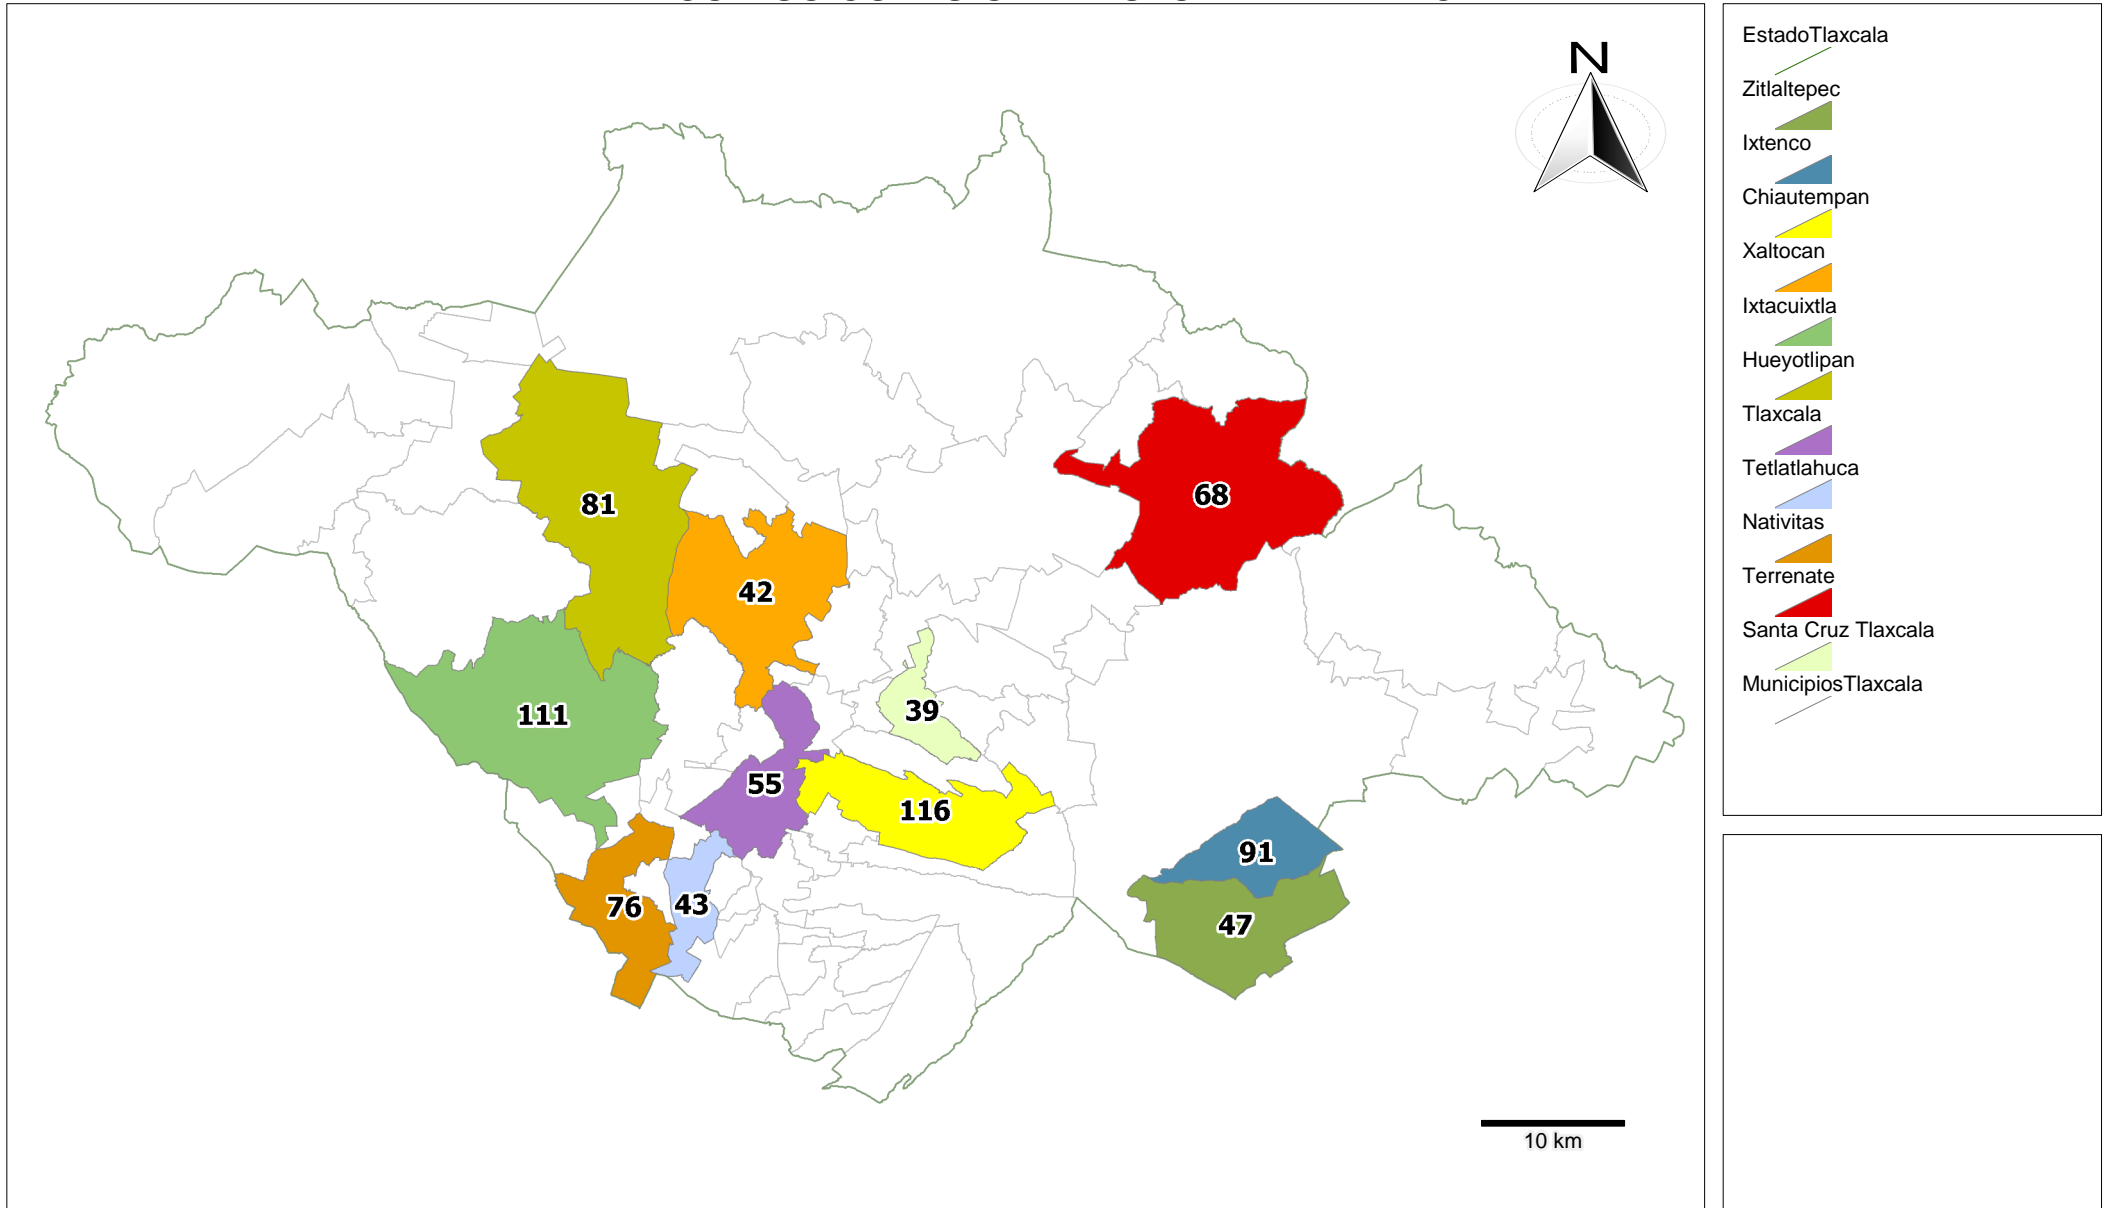 N
81
68
42
111
39
55
116
91
76
43
47
10 km
EstadoTlaxcala
Zitlaltepec
Ixtenco
Chiautempan
Xaltocan
Ixtacuixtla
Hueyotlipan
Tlaxcala
Tetlatlahuca
Nativitas
Terrenate
Santa Cruz Tlaxcala
MunicipiosTlaxcala